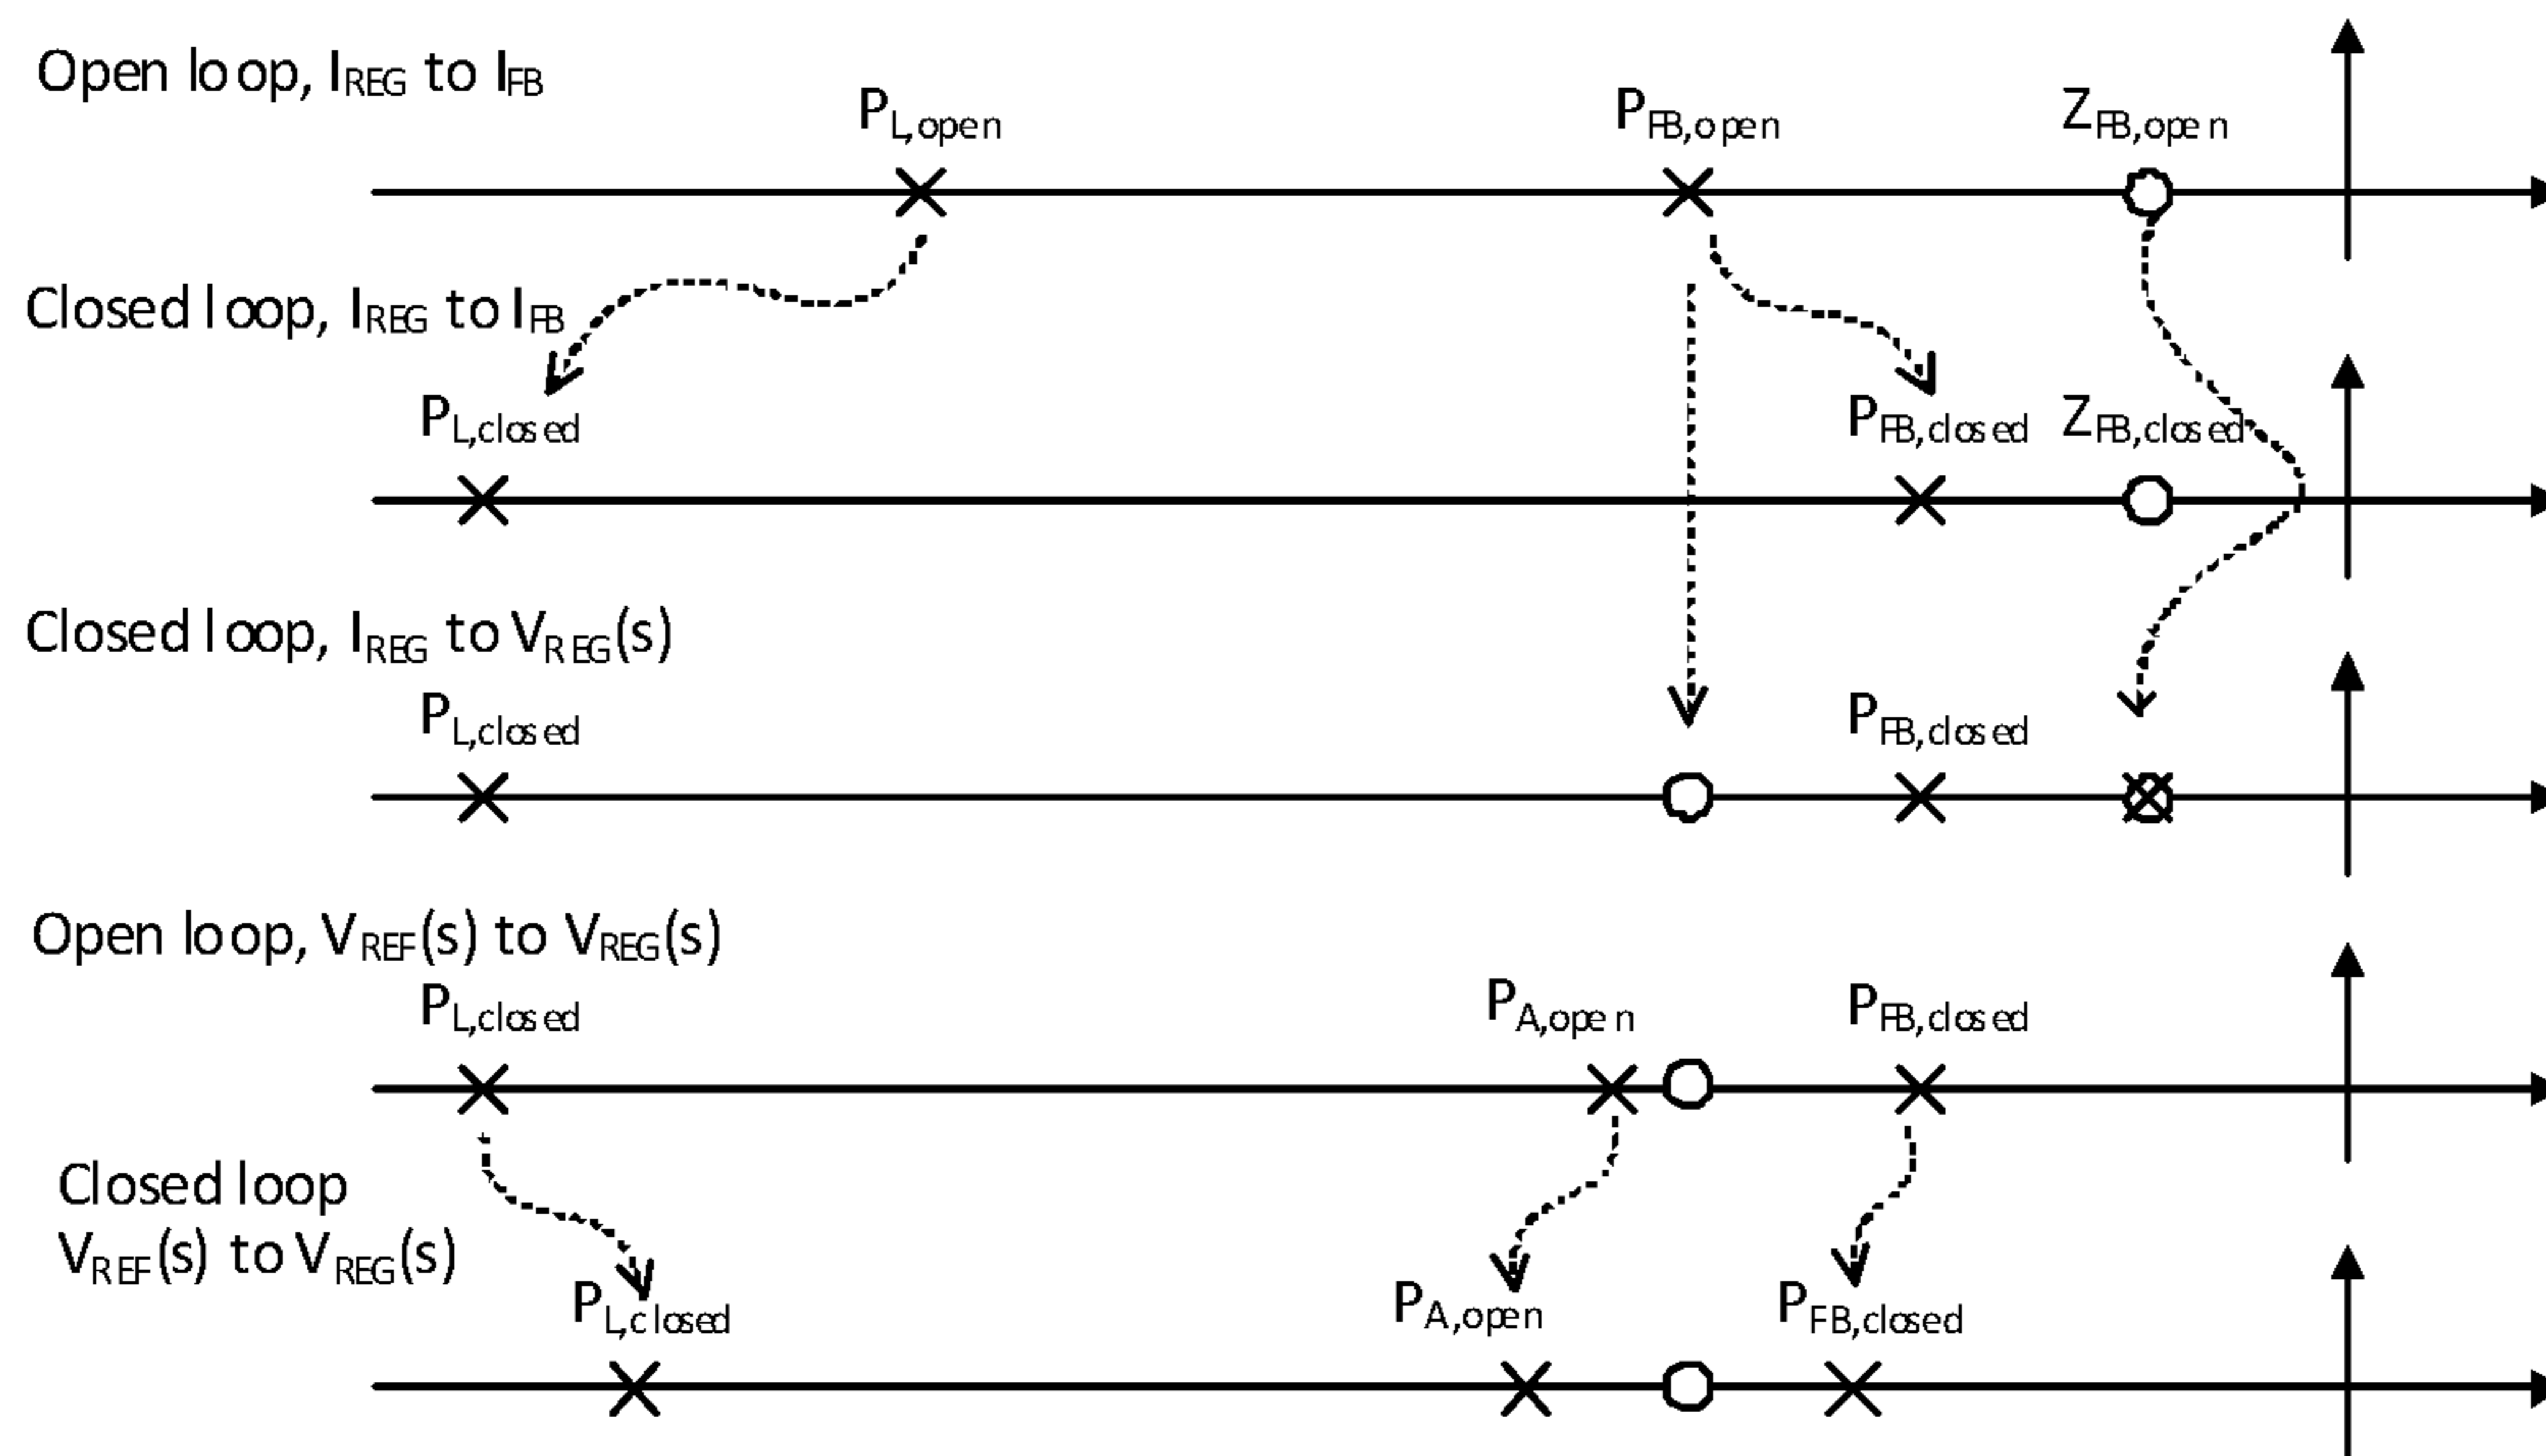 Open loop, IREG to IFB
PL,open PFB,open ZFB,open
Closed loop, IREG to IFB
PL,closed PFB,closed ZFB,closed
Closed loop, IREG to VREG(s)
PL,closed PFB,closed
Open loop, VREF(s) to VREG(s)
PL,closed PA,open PFB,closed
Closed loop
VREF(s) to VREG(s)
PL,closed PA,open PFB,closed